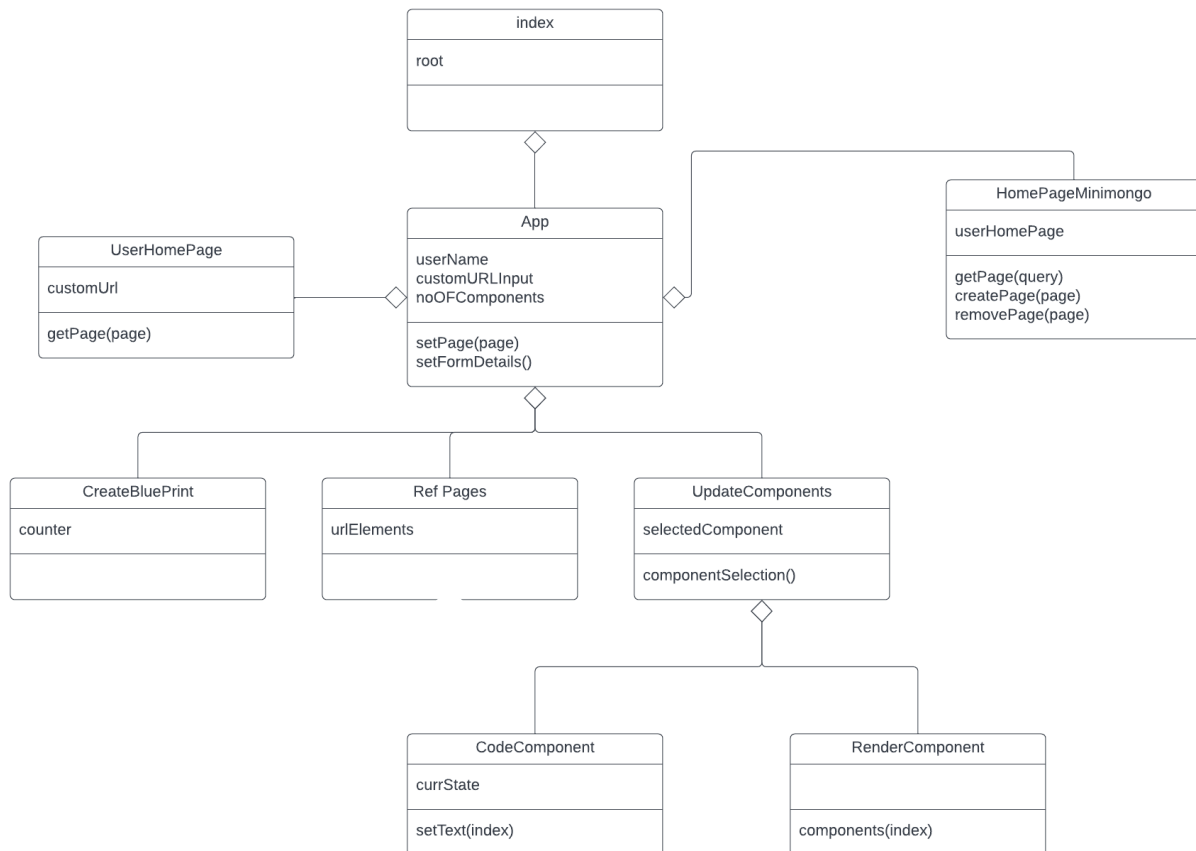 index
root
App
userName
customURLInput
noOFComponents
setPage(page)
setFormDetails()
UserHomePage
customUrl
getPage(page)
HomePageMinimongo
userHomePage
getPage(query)
createPage(page)
removePage(page)
CreateBluePrint
counter
Ref Pages
urlElements
UpdateComponents
selectedComponent
componentSelection()
CodeComponent
currState
setText(index)
RenderComponent
components(index)